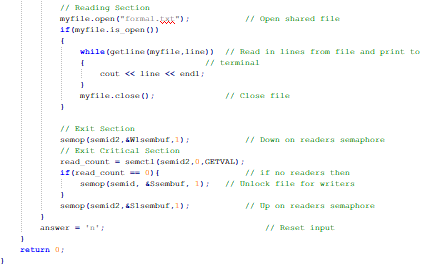 // Reading Section
myfile.open("formal.txt"); // Open shared file
if(myfile.is_open())
{
while(getline(myfile,line)) // Read in lines from file and print to
{ // terminal
cout << line << endl;
}
myfile.close(); // Close file
}
// Exit Section
semop(semid2,&W1sembuf,1); // Down on readers semaphore
// Exit Critical Section
read_count = semctl(semid2,0,GETVAL);
if(read_count == 0){ // if no readers then
semop(semid, &Ssembuf, 1); // Unlock file for writers
}
semop(semid2,&S1sembuf,1); // Up on readers semaphore
}
answer = 'n'; // Reset input
}
return 0;
}